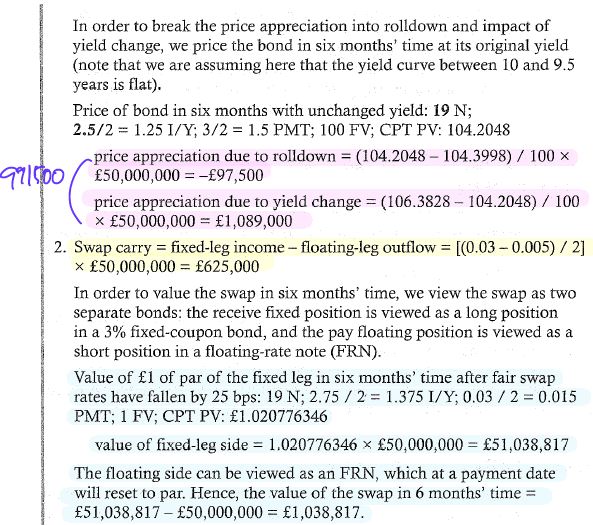 In order to break the price appreciation into rolldown and impact of
yield change, we price the bond in six months' time at its original yield
(note that we are assuming here that the yield curve between 10 and 9.5
years is flat).
Price of bond in six months with unchanged yield: 19 N;
2.5/2 = 1.25 I/Y; 3/2 = 1.5 PMT; 100 FV; CPT PV: 104.2048
price appreciation due to rolldown = (104.2048 – 104.3998) / 100 ×
£50,000,000 = –£97,500
price appreciation due to yield change = (106.3828 – 104.2048) / 100
× £50,000,000 = £1,089,000
2. Swap carry = fixed-leg income – floating-leg outflow = [(0.03 – 0.005) / 2]
× £50,000,000 = £625,000
In order to value the swap in six months' time, we view the swap as two
separate bonds: the receive fixed position is viewed as a long position
in a 3% fixed-coupon bond, and the pay floating position is viewed as a
short position in a floating-rate note (FRN).
Value of £1 of par of the fixed leg in six months' time after fair swap
rates have fallen by 25 bps: 19 N; 2.75 / 2 = 1.375 I/Y; 0.03 / 2 = 0.015
PMT; 1 FV; CPT PV: £1.020776346
value of fixed-leg side = 1.020776346 × £50,000,000 = £51,038,817
The floating side can be viewed as an FRN, which at a payment date
will reset to par. Hence, the value of the swap in 6 months' time =
£51,038,817 – £50,000,000 = £1,038,817.